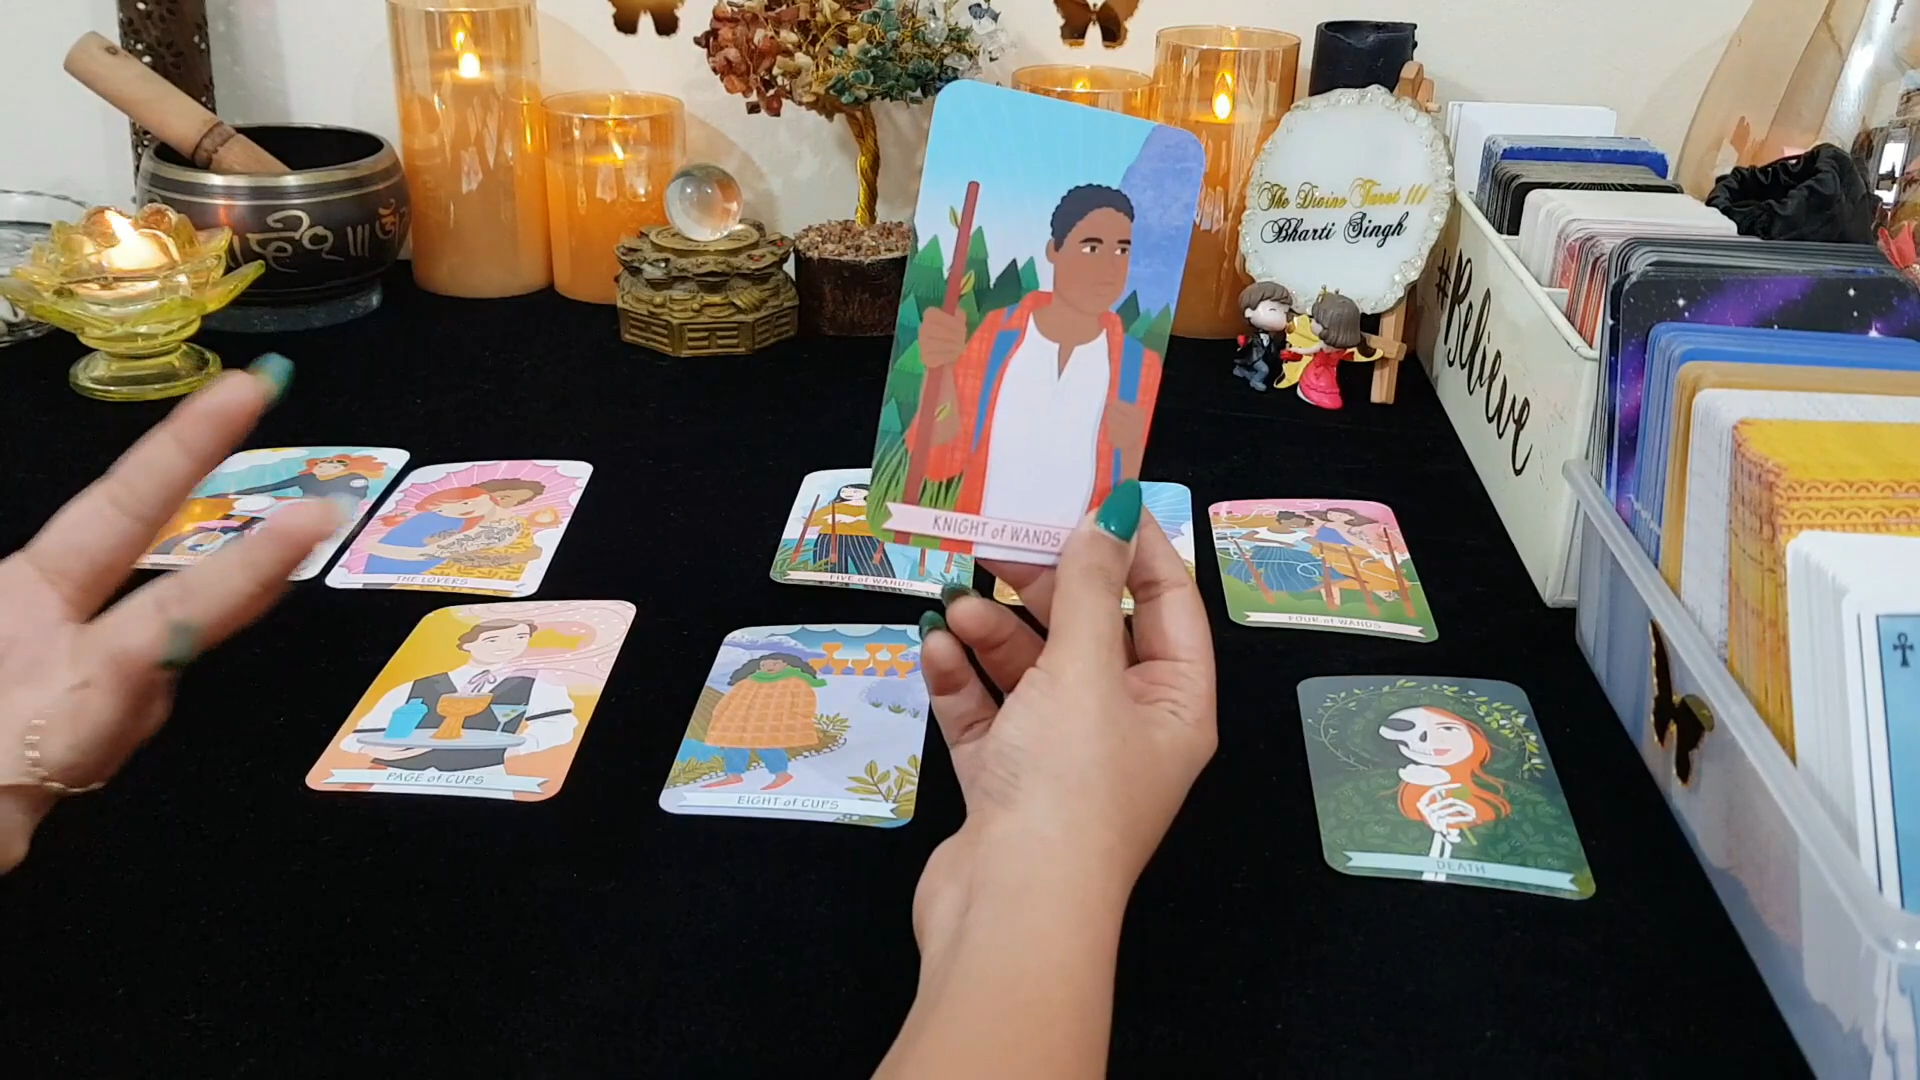 The Divine Tarot 111
Bharti Singh
#Believe
KNIGHT of WANDS
THE LOVERS
FIVE of WANDS
FOUR of WANDS
PAGE of CUPS
EIGHT of CUPS
DEATH